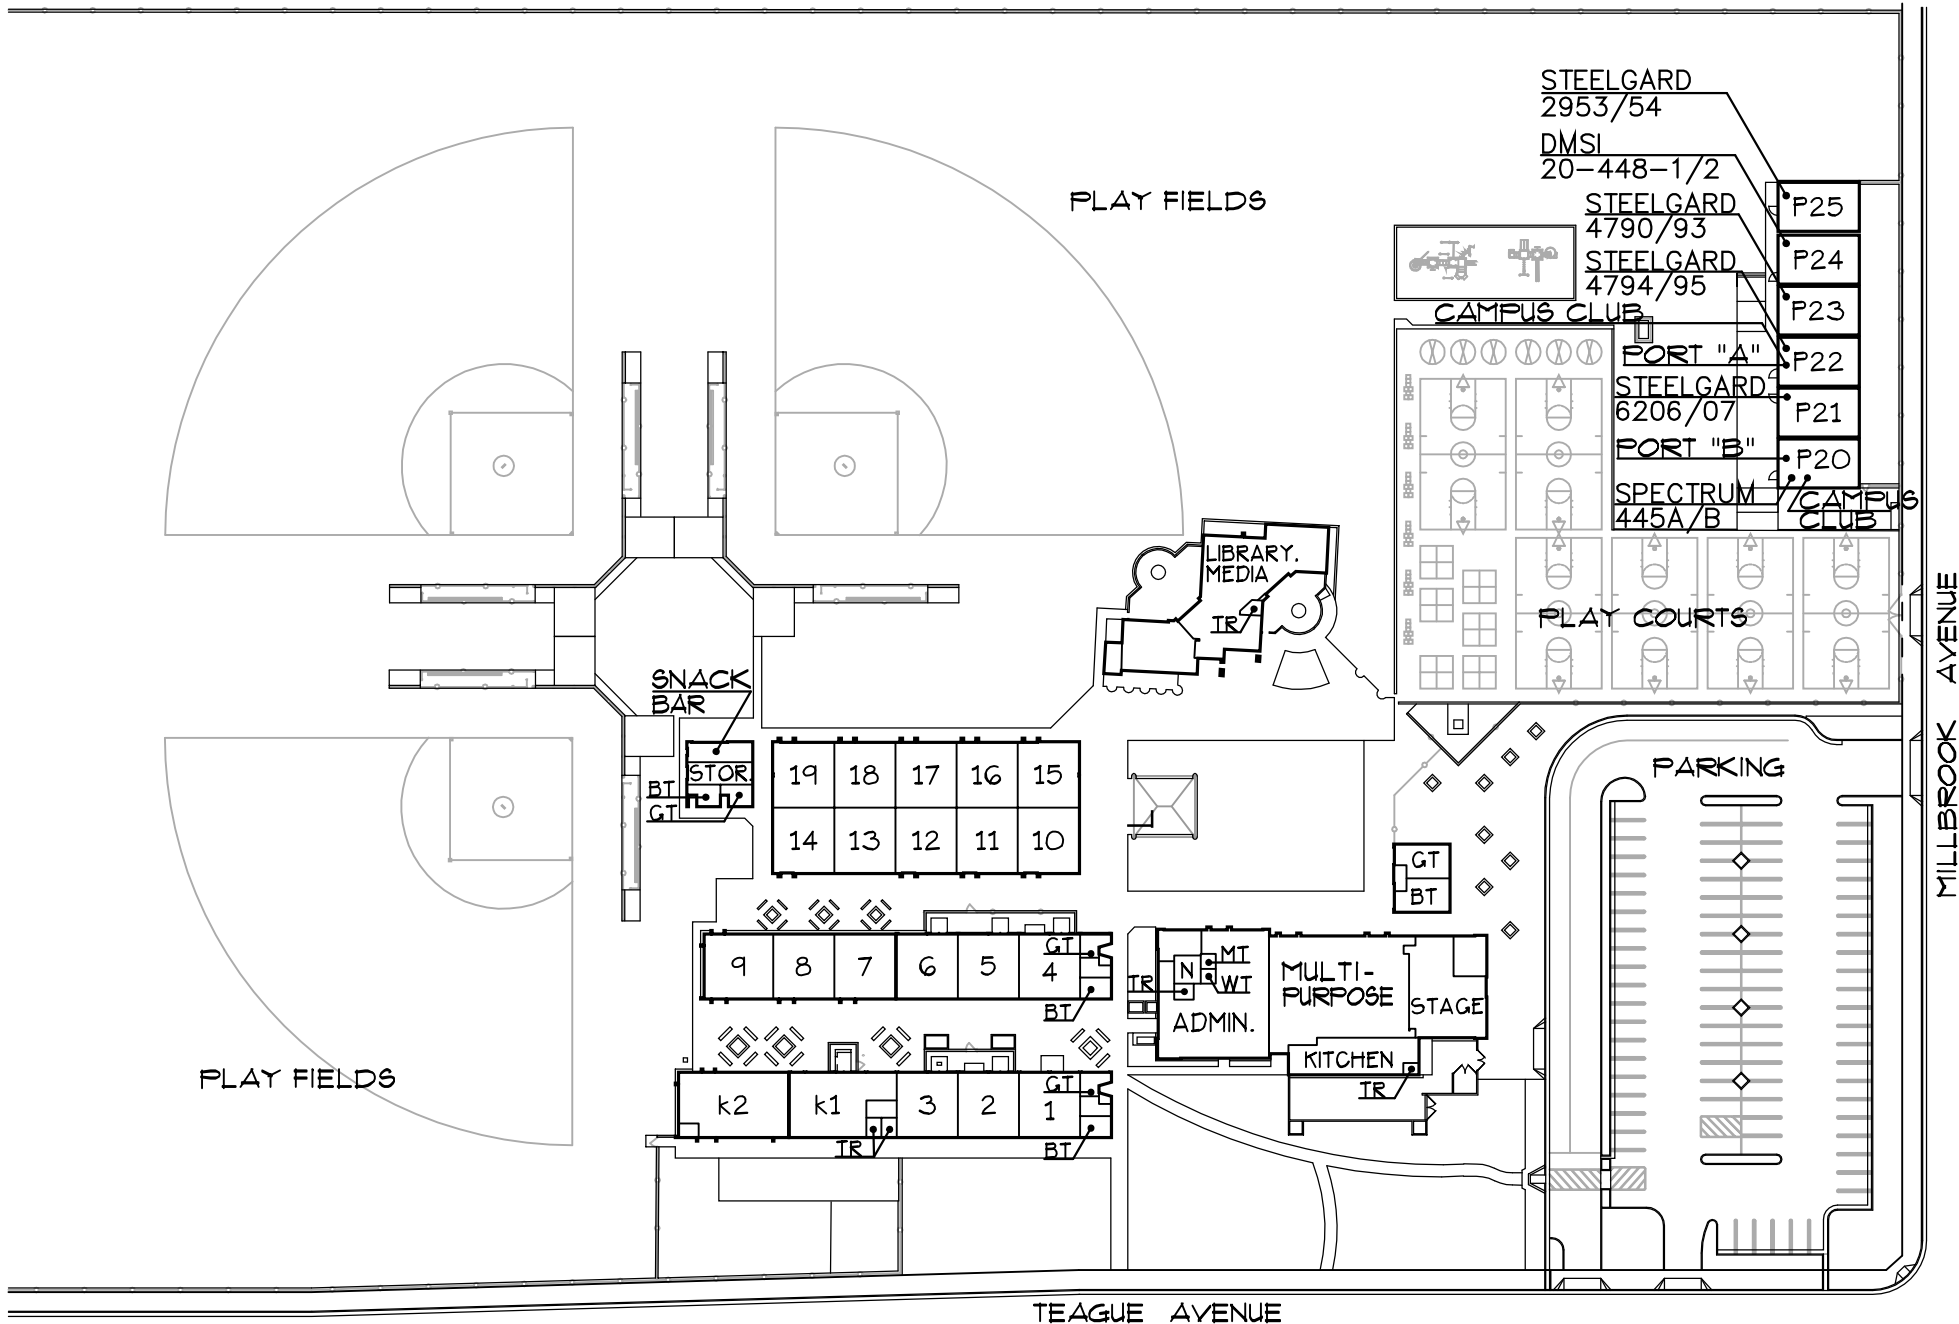 STEELGARD
2953/54
DMSI
20-448-1/2
PLAY FIELDS
STEELGARD
4790/93
STEELGARD
4794/95
CAMPUS CLUB
PORT "A"
STEELGARD
6206/07
PORT "B"
SPECTRUM
445A/B
P25
P24
P23
P22
P21
P20
CAMPUS
CLUB
LIBRARY.
MEDIA
TR
PLAY COURTS
MILLBROOK AVENUE
SNACK
BAR
STOR.
BT
GT
19 18 17 16 15
14 13 12 11 10
PARKING
GT
BT
9 8 7 6 5 4
GT
BT
TR
N
MT
WT
ADMIN.
MULTI-
PURPOSE
STAGE
KITCHEN
TR
PLAY FIELDS
k2 k1 3 2 1
GT
TR
BT
TEAGUE AVENUE